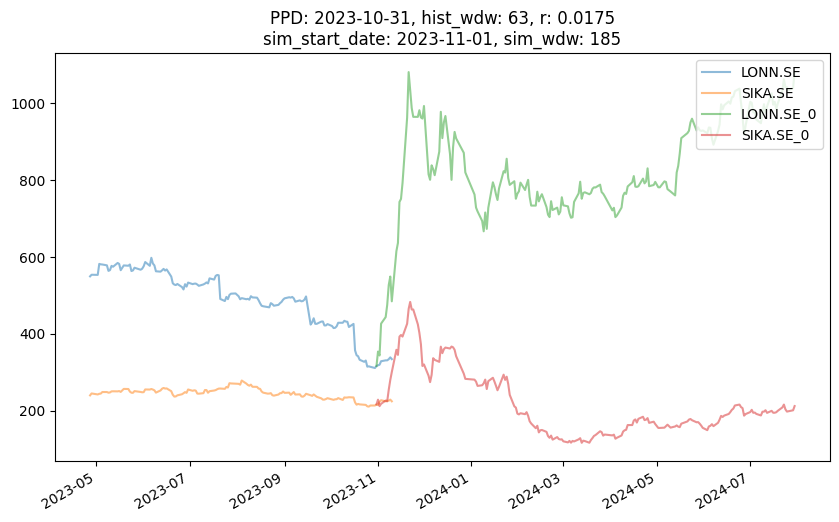 PPD: 2023-10-31, hist_wdw: 63, r: 0.0175
sim_start_date: 2023-11-01, sim_wdw: 185
LONN.SE
SIKA.SE
LONN.SE_0
SIKA.SE_0
1000
800
600
400
200
2023-05
2023-07
2023-09
2023-11
2024-01
2024-03
2024-05
2024-07